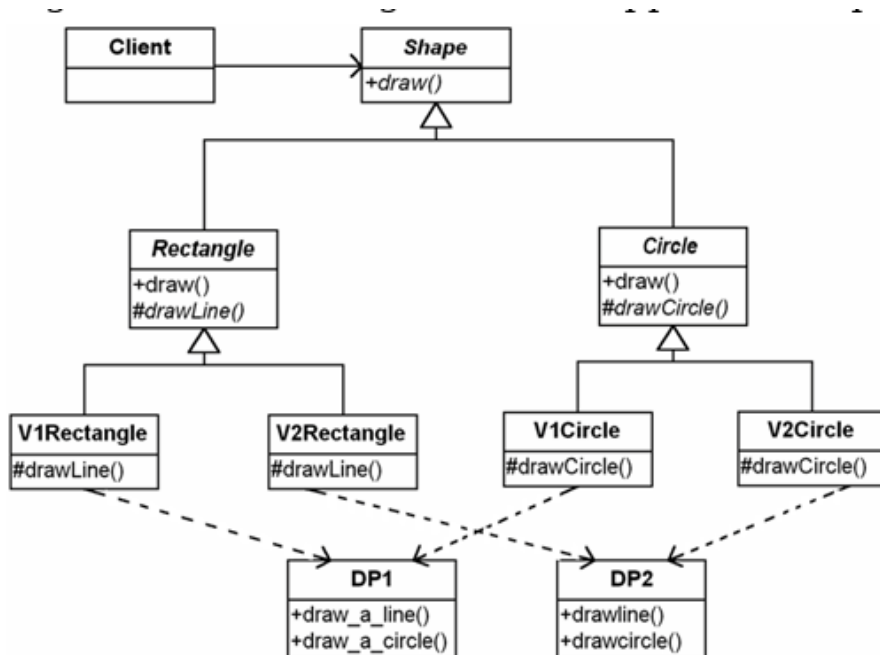 Client
Shape
+draw()
Rectangle
+draw()
#drawLine()
Circle
+draw()
#drawCircle()
V1Rectangle
#drawLine()
V2Rectangle
#drawLine()
V1Circle
#drawCircle()
V2Circle
#drawCircle()
DP1
+draw_a_line()
+draw_a_circle()
DP2
+drawline()
+drawcircle()